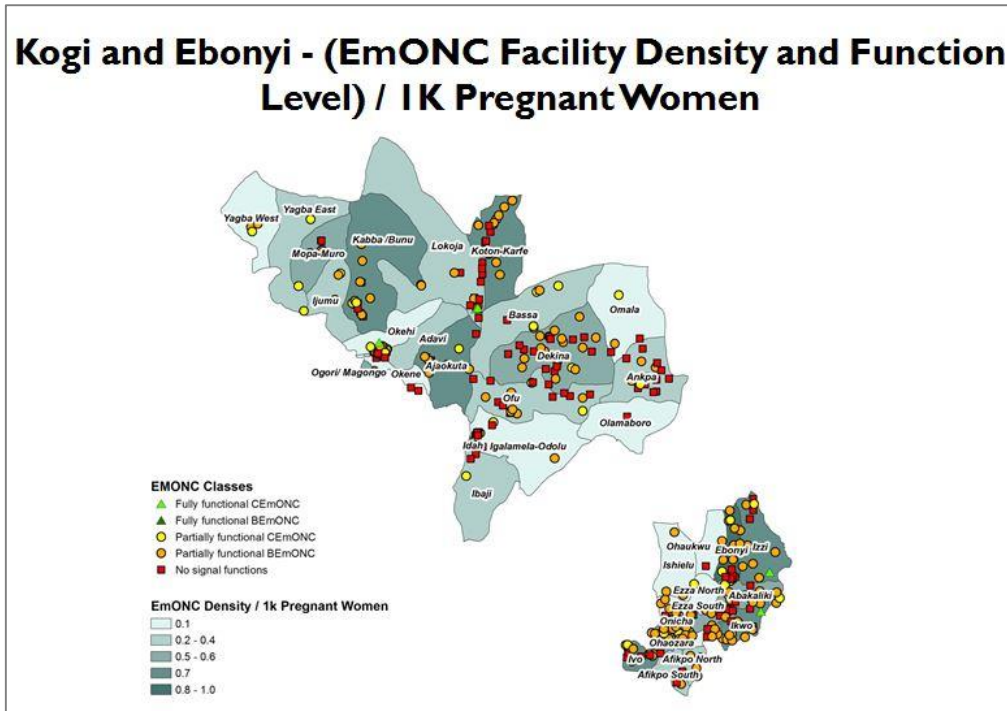 Kogi and Ebonyi - (EmONC Facility Density and Function
Level) / 1K Pregnant Women
Yagba West
Yagba East
Mopa-Muro
Kabba /Bunu
Lokoja
Koton-Karfe
Ijumu
Bassa
Omala
Okehi
Adavi
Dekina
Ogori/ Magongo
Okene
Ajaokuta
Ankpa
Ofu
Olamaboro
Idah
Igalamela-Odolu
Ibaji
EMONC Classes
Fully functional CEmONC
Fully functional BEmONC
Partially functional CEmONC
Partially functional BEmONC
No signal functions
EmONC Density / 1k Pregnant Women
0.1
0.2 - 0.4
0.5 - 0.6
0.7
0.8 - 1.0
Ohaukwu
Ebonyi
Izzi
Ishielu
Ezza North
Abakaliki
Ezza South
Onicha
Ikwo
Ohaozara
Ivo
Afikpo North
Afikpo South